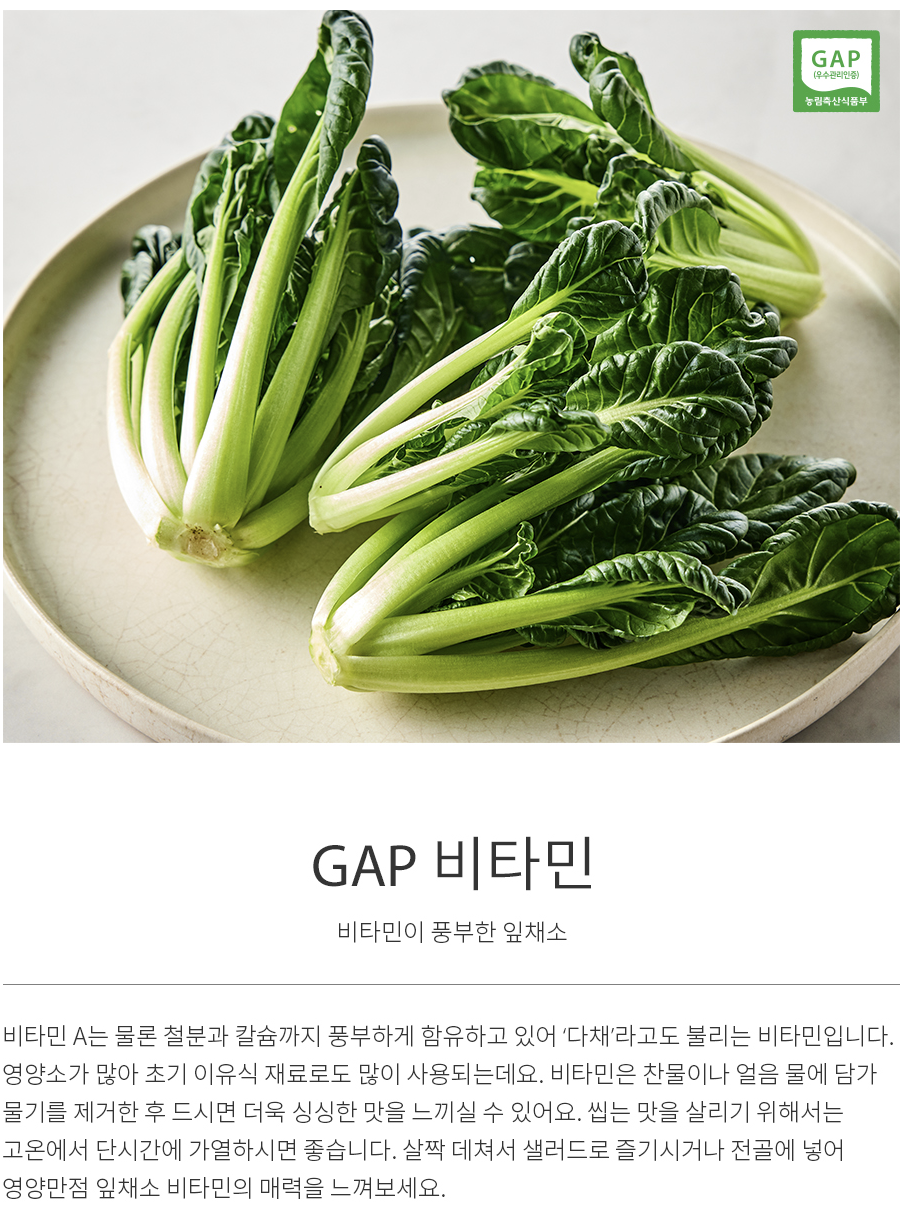 GAP
(우수관리인증)
농림축산식품부
GAP 비타민
비타민이 풍부한 잎채소
비타민 A는 물론 철분과 칼슘까지 풍부하게 함유하고 있어 ‘다채’라고도 불리는 비타민입니다.
영양소가 많아 초기 이유식 재료로도 많이 사용되는데요. 비타민은 찬물이나 얼음 물에 담가
물기를 제거한 후 드시면 더욱 싱싱한 맛을 느끼실 수 있어요. 씹는 맛을 살리기 위해서는
고온에서 단시간에 가열하시면 좋습니다. 살짝 데쳐서 샐러드로 즐기시거나 전골에 넣어
영양만점 잎채소 비타민의 매력을 느껴보세요.